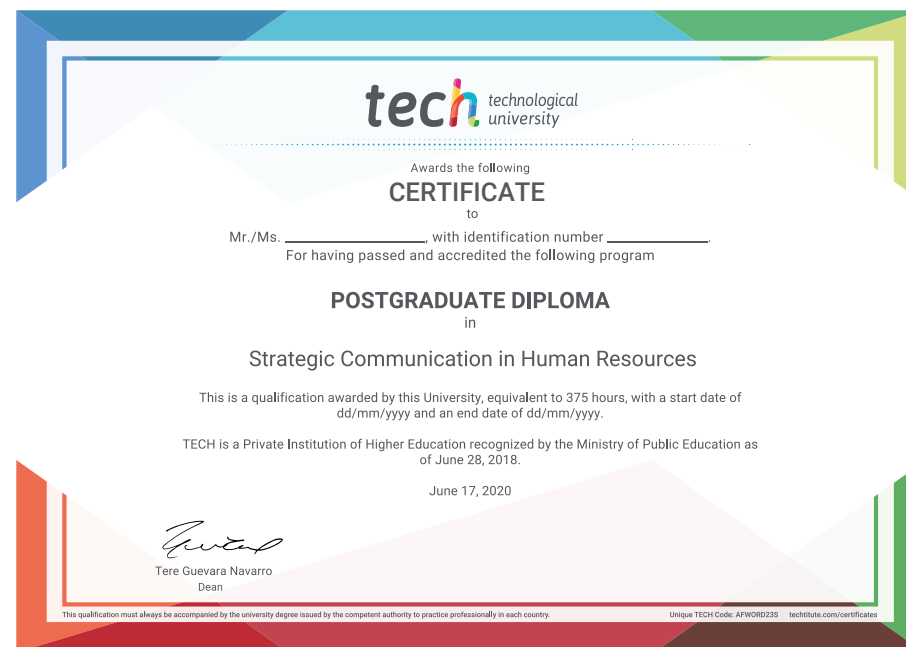 tech technological
university
Awards the following
CERTIFICATE
to
Mr./Ms. ____________________, with identification number ______________.
For having passed and accredited the following program
POSTGRADUATE DIPLOMA
in
Strategic Communication in Human Resources
This is a qualification awarded by this University, equivalent to 375 hours, with a start date of
dd/mm/yyyy and an end date of dd/mm/yyyy.
TECH is a Private Institution of Higher Education recognized by the Ministry of Public Education as
of June 28, 2018.
June 17, 2020
Tere Guevara Navarro
Dean
This qualification must always be accompanied by the university degree issued by the competent authority to practice professionally in each country. Unique TECH Code: AFWORD23S techtitute.com/certificates